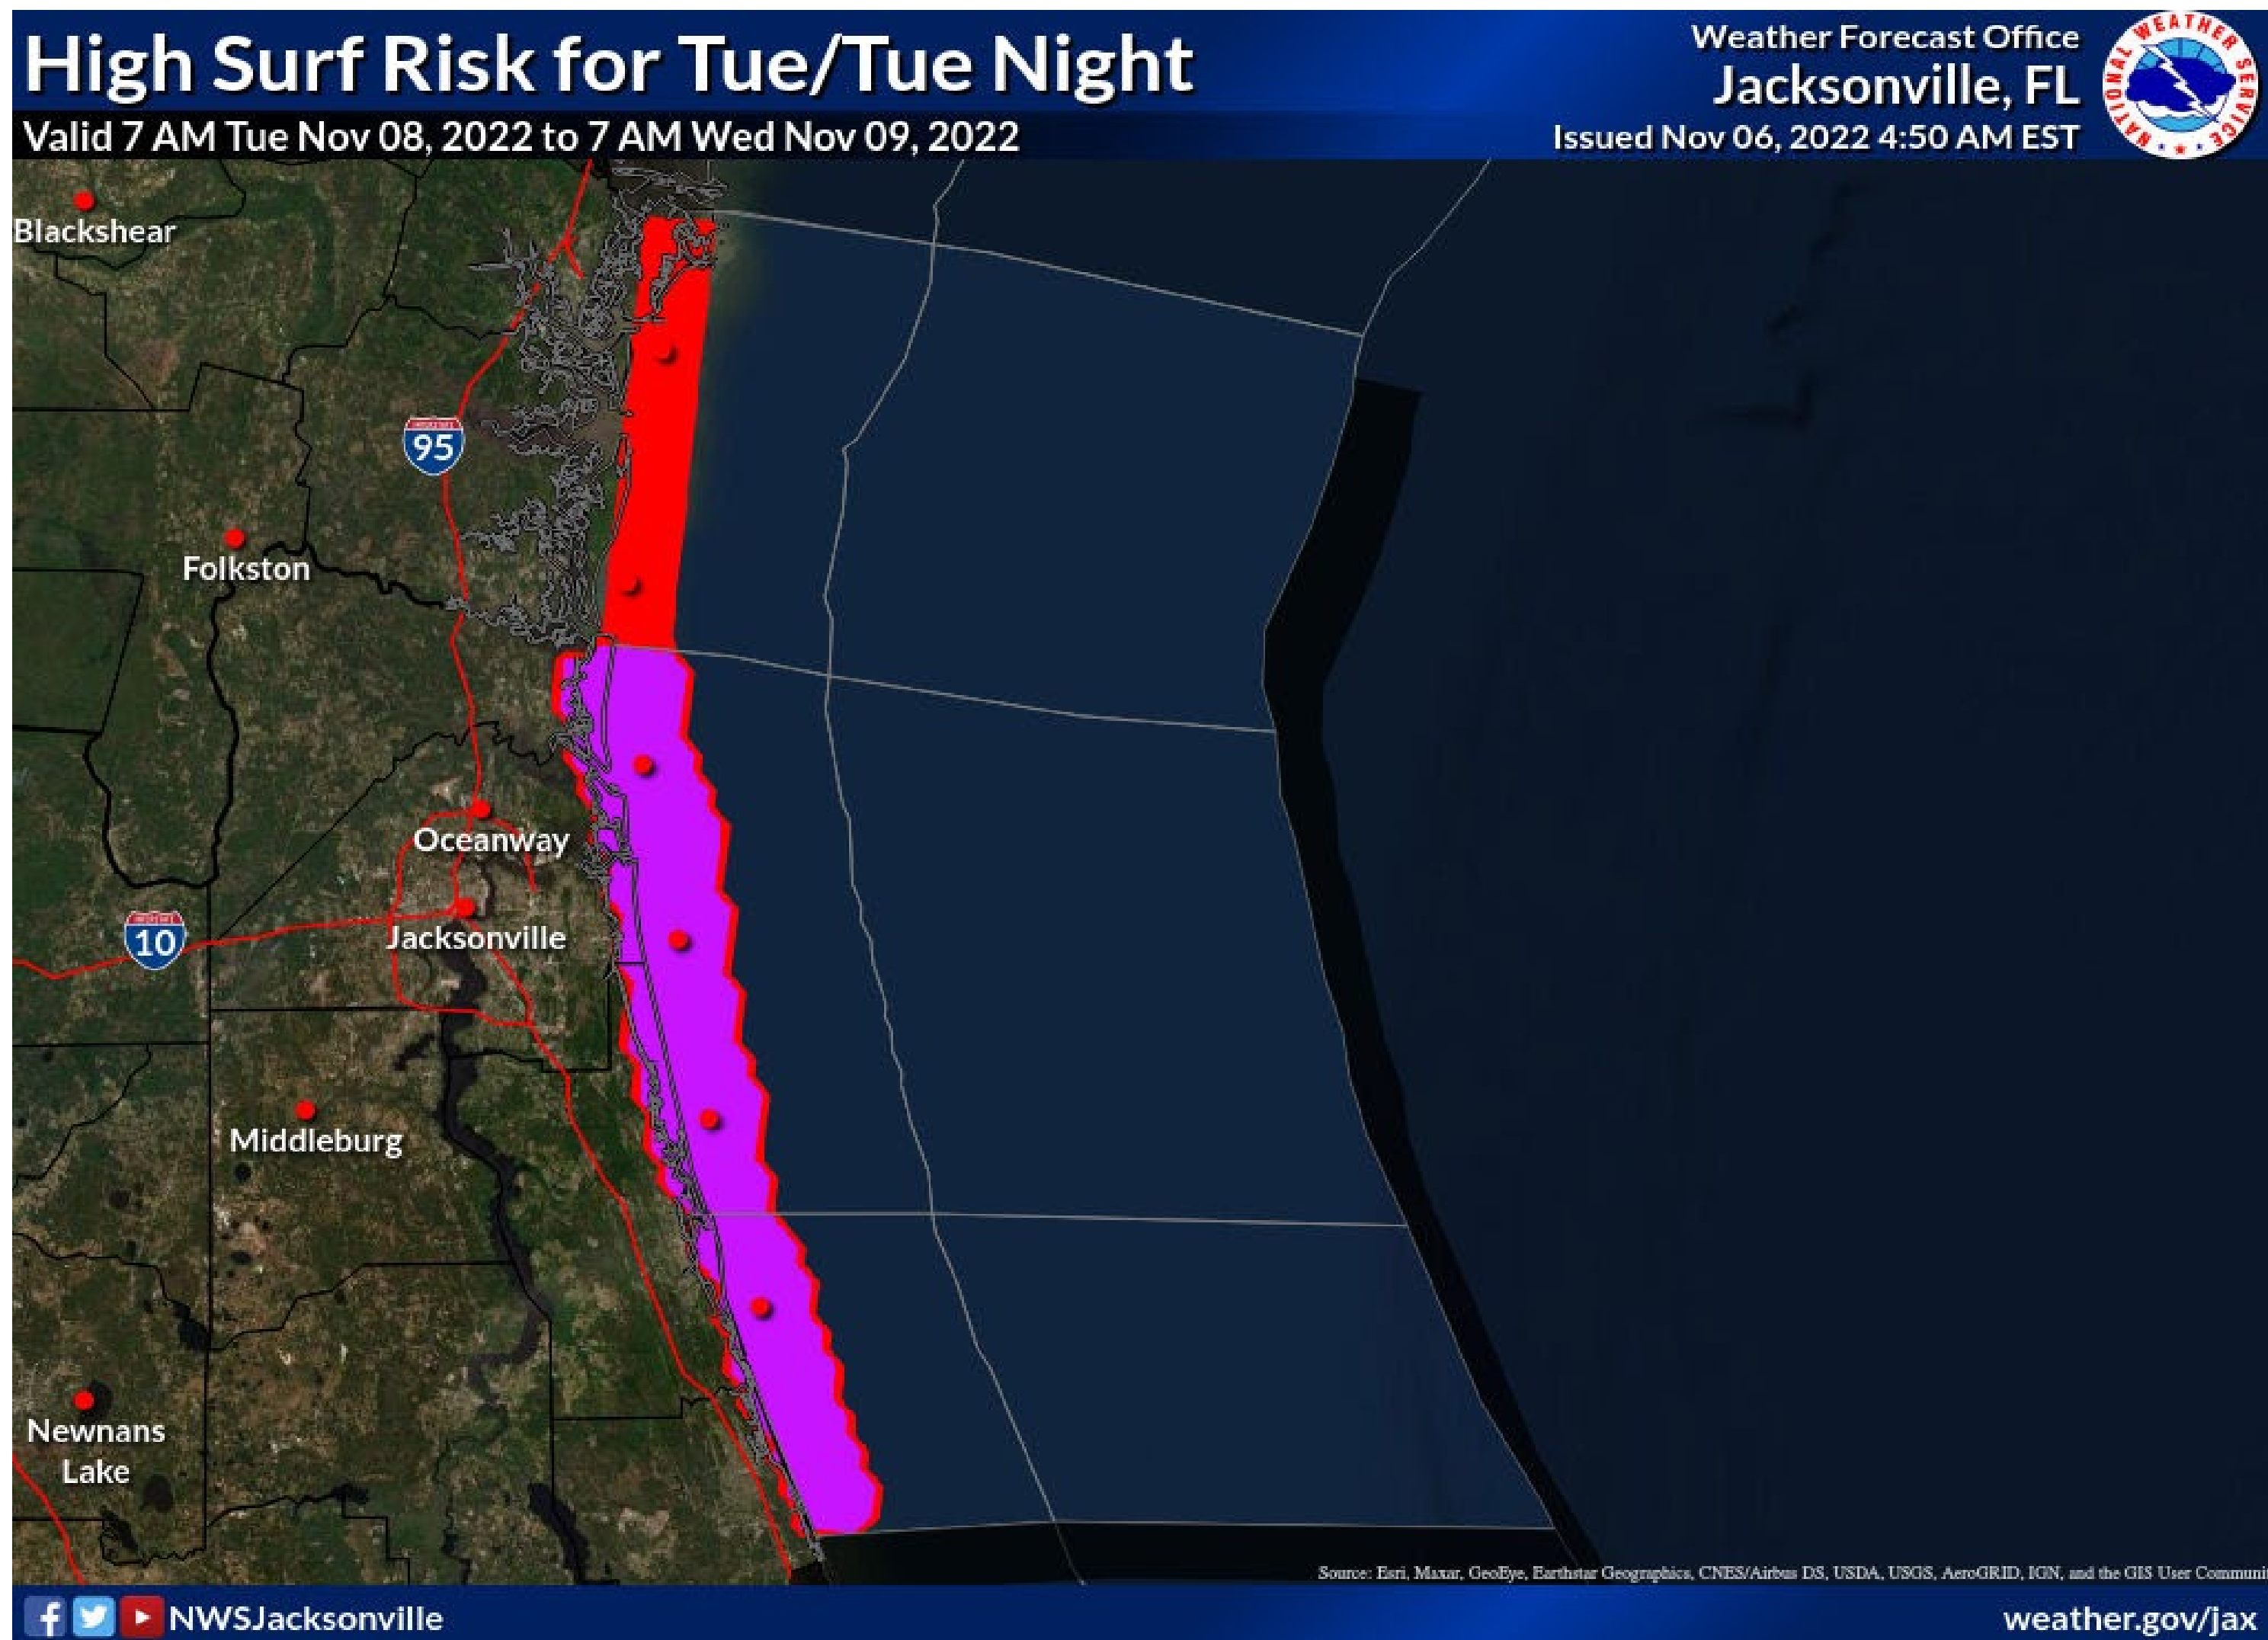 High Surf Risk for Tue/Tue Night
Valid 7 AM Tue Nov 08, 2022 to 7 AM Wed Nov 09, 2022
Weather Forecast Office
Jacksonville, FL
Issued Nov 06, 2022 4:50 AM EST
NATIONAL WEATHER SERVICE
Blackshear
INTERSTATE
95
Folkston
Oceanway
INTERSTATE
10
Jacksonville
Middleburg
Newnans
Lake
Source: Esri, Maxar, GeoEye, Earthstar Geographics, CNES/Airbus DS, USDA, USGS, AeroGRID, IGN, and the GIS User Communi
NWSJacksonville
weather.gov/jax